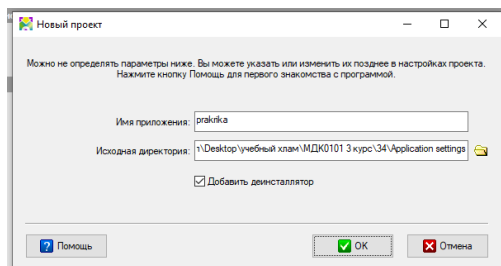 Новый проект
Можно не определять параметры ниже. Вы можете указать или изменить их позднее в настройках проекта.
Нажмите кнопку Помощь для первого знакомства с программой.
Имя приложения: prakrika
Исходная директория: \Desktop\учебный хлам\МДК0101 3 курс\34\Application settings
Добавить деинсталлятор
Помощь OK Отмена